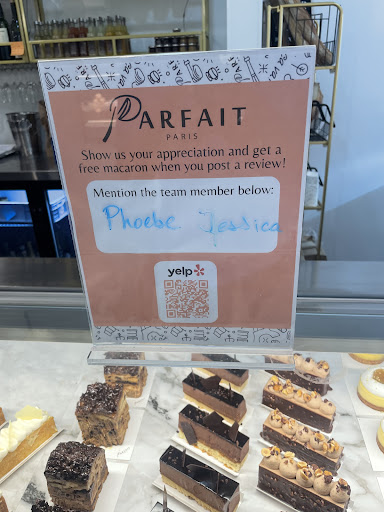 PARFAIT
PARIS
Show us your appreciation and get a
free macaron when you post a review!
Mention the team member below:
Phoebe Jessica
yelp